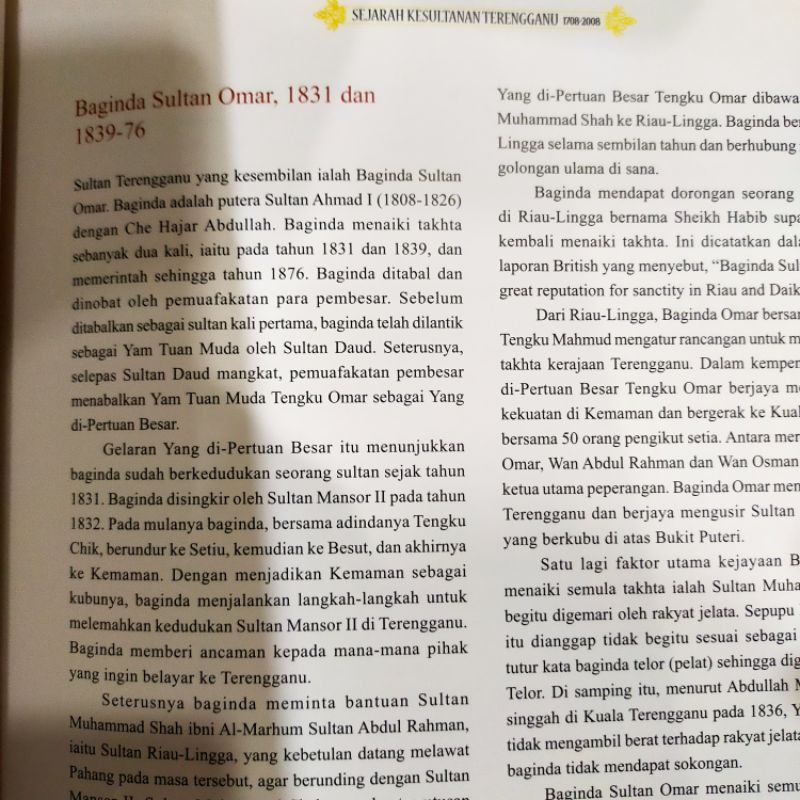 SEJARAH KESULTANAN TERENGGANU 1708-2008
Baginda Sultan Omar, 1831 dan
1839-76
Sultan Terengganu yang kesembilan ialah Baginda Sultan
Omar. Baginda adalah putera Sultan Ahmad I (1808-1826)
dengan Che Hajar Abdullah. Baginda menaiki takhta
sebanyak dua kali, iaitu pada tahun 1831 dan 1839, dan
memerintah sehingga tahun 1876. Baginda ditabal dan
dinobat oleh pemuafakatan para pembesar. Sebelum
ditabalkan sebagai sultan kali pertama, baginda telah dilantik
sebagai Yam Tuan Muda oleh Sultan Daud. Seterusnya,
selepas Sultan Daud mangkat, pemuafakatan pembesar
menabalkan Yam Tuan Muda Tengku Omar sebagai Yang
di-Pertuan Besar.
Gelaran Yang di-Pertuan Besar itu menunjukkan
baginda sudah berkedudukan seorang sultan sejak tahun
1831. Baginda disingkir oleh Sultan Mansor II pada tahun
1832. Pada mulanya baginda, bersama adindanya Tengku
Chik, berundur ke Setiu, kemudian ke Besut, dan akhirnya
ke Kemaman. Dengan menjadikan Kemaman sebagai
kubunya, baginda menjalankan langkah-langkah untuk
melemahkan kedudukan Sultan Mansor II di Terengganu.
Baginda memberi ancaman kepada mana-mana pihak
yang ingin belayar ke Terengganu.
Seterusnya baginda meminta bantuan Sultan
Muhammad Shah ibni Al-Marhum Sultan Abdul Rahman,
iaitu Sultan Riau-Lingga, yang kebetulan datang melawat
Pahang pada masa tersebut, agar berunding dengan Sultan
Mansor II
Yang di-Pertuan Besar Tengku Omar dibawa
Muhammad Shah ke Riau-Lingga. Baginda ber
Lingga selama sembilan tahun dan berhubung
golongan ulama di sana.
Baginda mendapat dorongan seorang
di Riau-Lingga bernama Sheikh Habib supa
kembali menaiki takhta. Ini dicatatkan dala
laporan British yang menyebut, “Baginda Sul
great reputation for sanctity in Riau and Daik
Dari Riau-Lingga, Baginda Omar bersam
Tengku Mahmud mengatur rancangan untuk m
takhta kerajaan Terengganu. Dalam kempen
di-Pertuan Besar Tengku Omar berjaya me
kekuatan di Kemaman dan bergerak ke Kual
bersama 50 orang pengikut setia. Antara mer
Omar, Wan Abdul Rahman dan Wan Osman
ketua utama peperangan. Baginda Omar men
Terengganu dan berjaya mengusir Sultan
yang berkubu di atas Bukit Puteri.
Satu lagi faktor utama kejayaan B
menaiki semula takhta ialah Sultan Muha
begitu digemari oleh rakyat jelata. Sepupu
itu dianggap tidak begitu sesuai sebagai
tutur kata baginda telor (pelat) sehingga dig
Telor. Di samping itu, menurut Abdullah M
singgah di Kuala Terengganu pada 1836, Y
tidak mengambil berat terhadap rakyat jelata
baginda tidak mendapat sokongan.
Baginda Sultan Omar menaiki semu